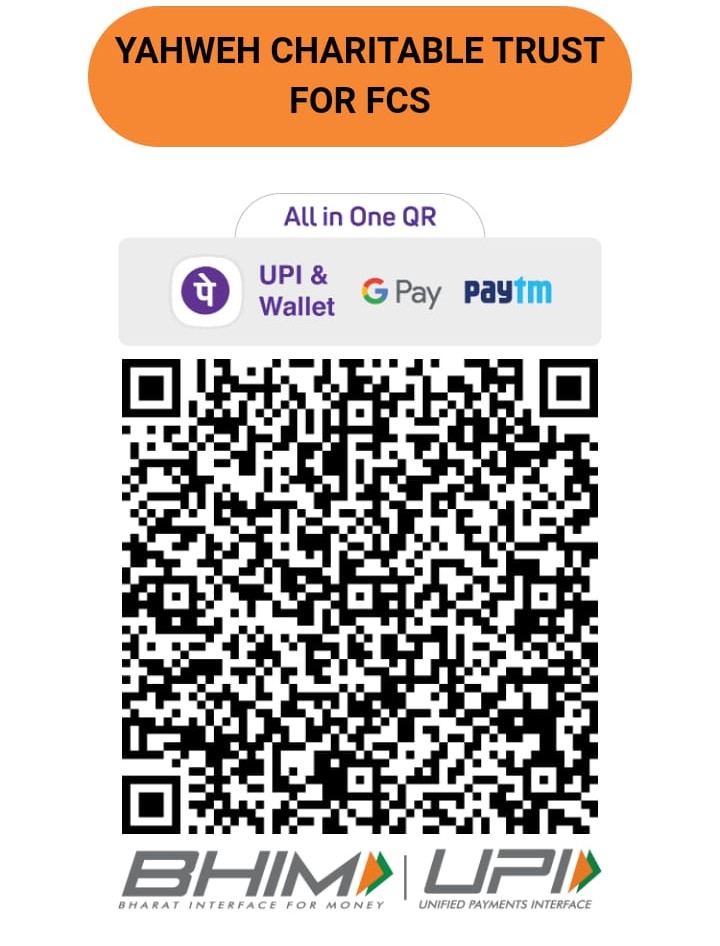 YAHWEH CHARITABLE TRUST
FOR FCS
All in One QR
पे
UPI &
Wallet
G Pay
paytm
BHIM
BHARAT INTERFACE FOR MONEY
UPI
UNIFIED PAYMENTS INTERFACE